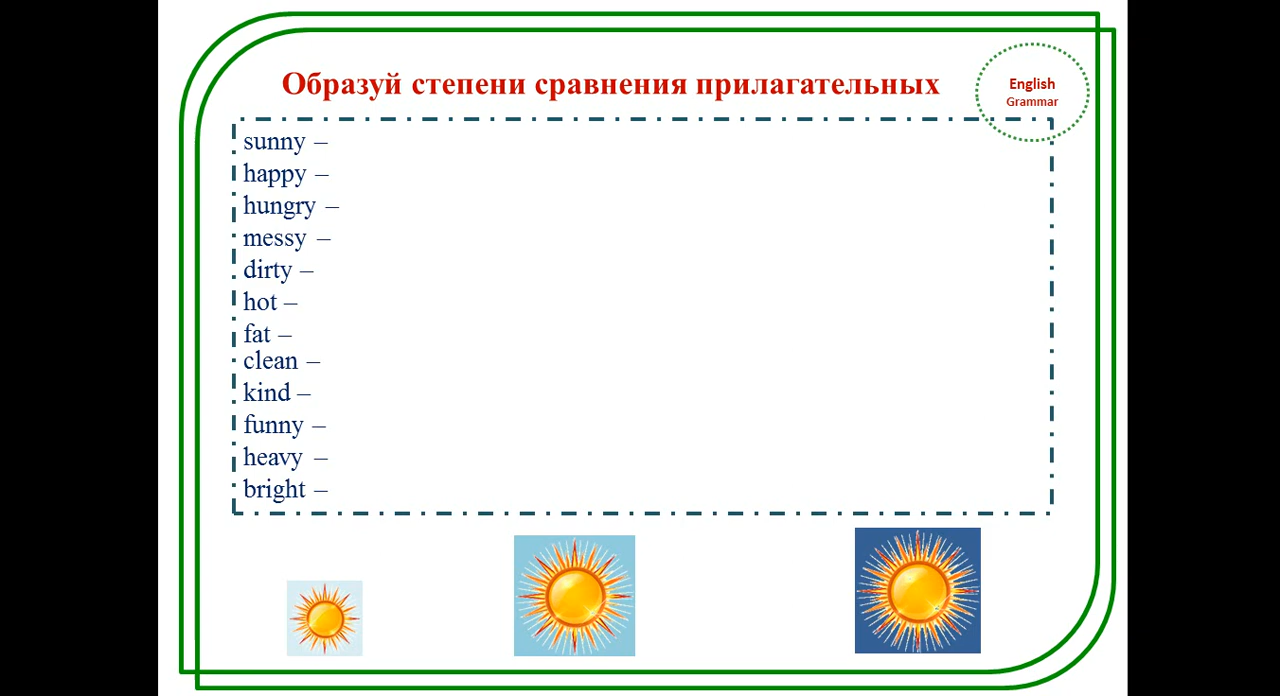 Образуй степени сравнения прилагательных
English
Grammar
sunny –
happy –
hungry –
messy –
dirty –
hot –
fat –
clean –
kind –
funny –
heavy –
bright –